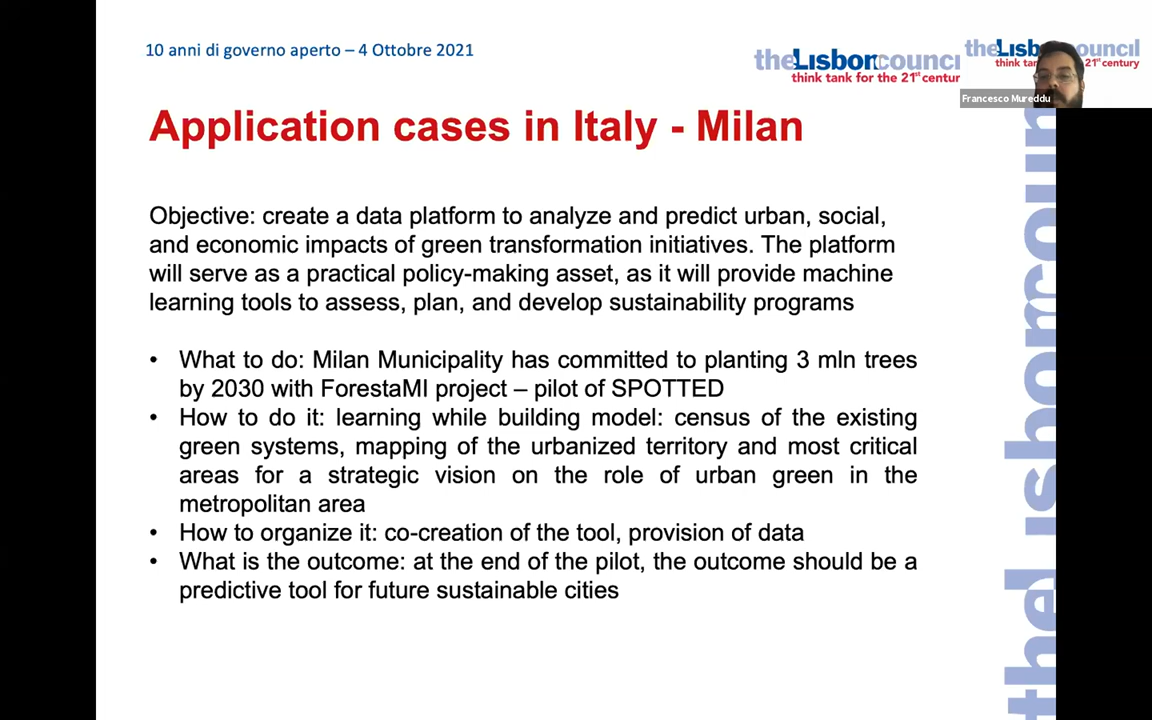 10 anni di governo aperto – 4 Ottobre 2021
theLisboncounci
think tank for the 21st centur
theLisb ouncil
think tan 21st century
Francesco Mureddu
Application cases in Italy - Milan
Objective: create a data platform to analyze and predict urban, social,
and economic impacts of green transformation initiatives. The platform
will serve as a practical policy-making asset, as it will provide machine
learning tools to assess, plan, and develop sustainability programs
• What to do: Milan Municipality has committed to planting 3 mln trees
by 2030 with ForestaMI project – pilot of SPOTTED
• How to do it: learning while building model: census of the existing
green systems, mapping of the urbanized territory and most critical
areas for a strategic vision on the role of urban green in the
metropolitan area
• How to organize it: co-creation of the tool, provision of data
• What is the outcome: at the end of the pilot, the outcome should be a
predictive tool for future sustainable cities
the Lisboncoun